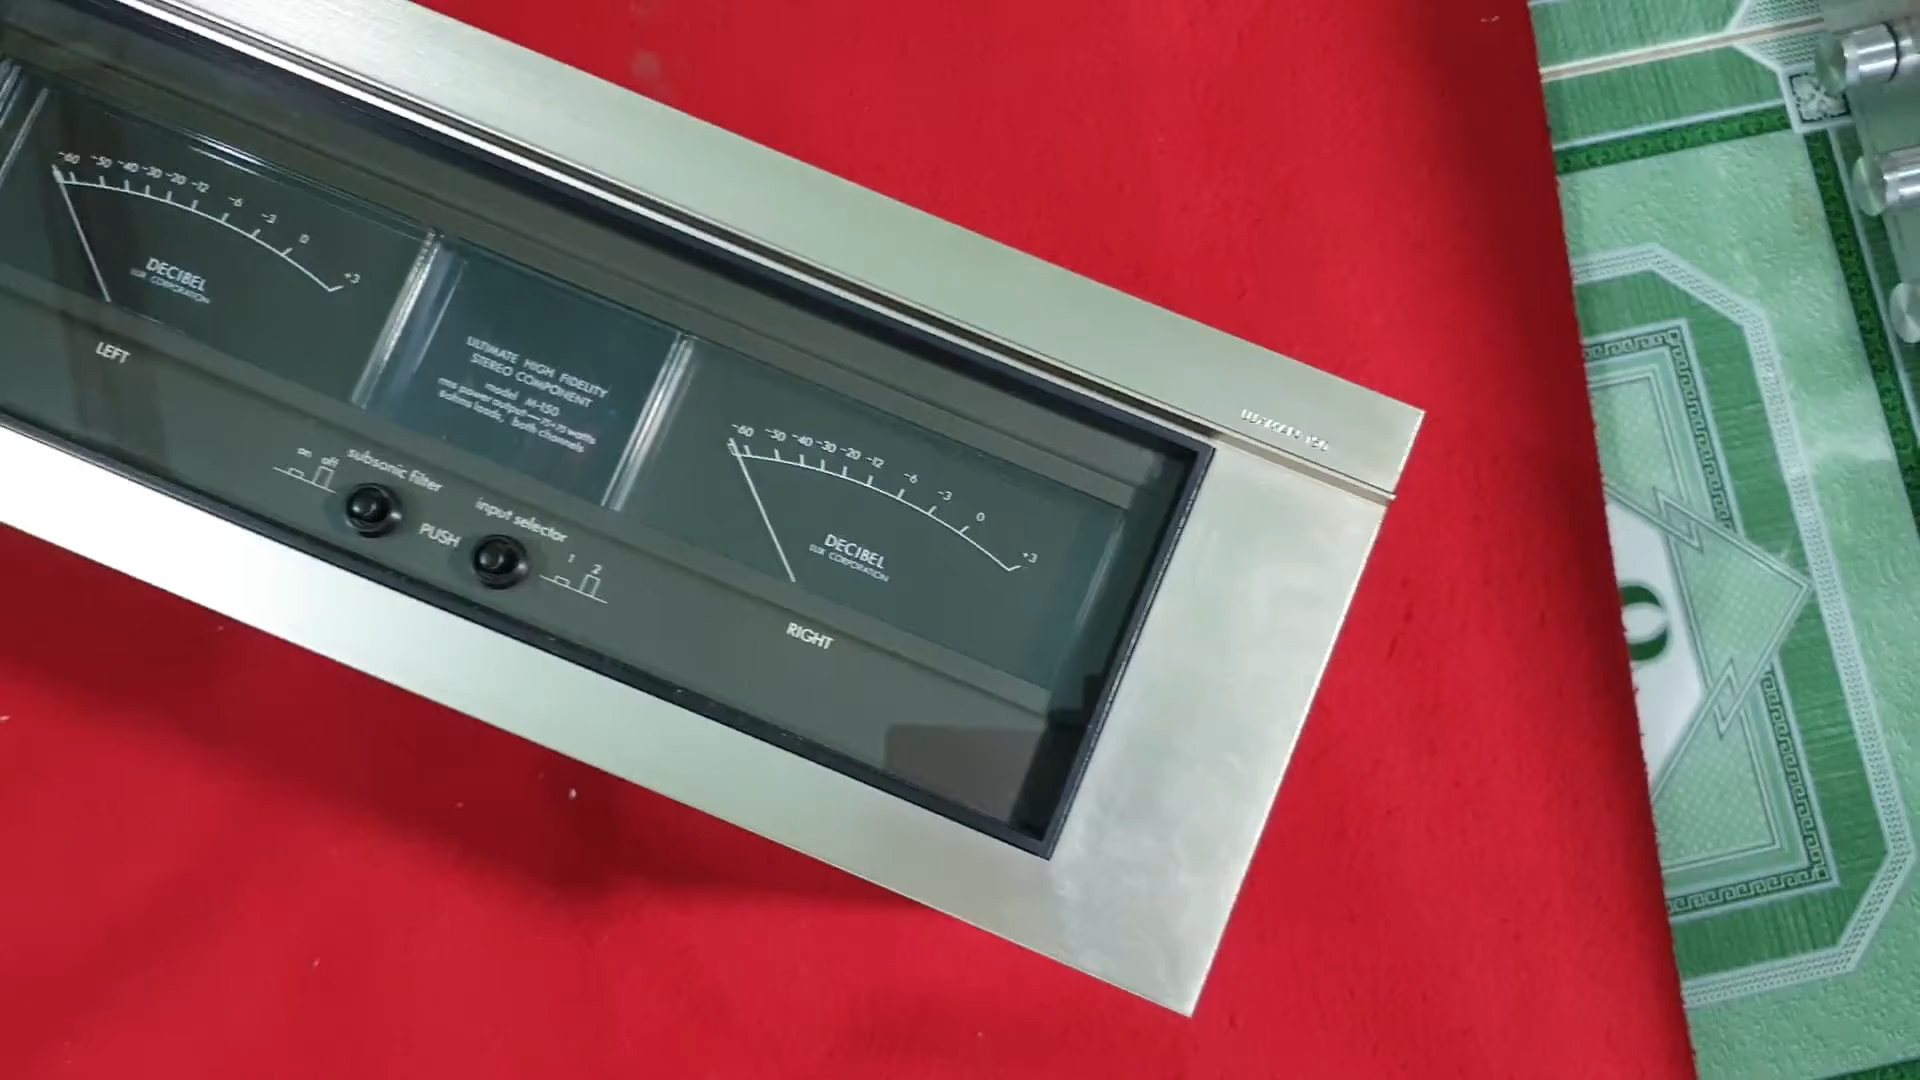 -60 -50 -40 -30 -20 -12 -6 -3 0 +3
DECIBEL
LUX CORPORATION
LEFT
ULTIMATE HIGH FIDELITY
STEREO COMPONENT
model M-150
rms power output—75+75 watts
8ohms loads, both channels
on off
subsonic filter
PUSH
input selector
1 2
-60 -50 -40 -30 -20 -12 -6 -3 0 +3
DECIBEL
LUX CORPORATION
RIGHT